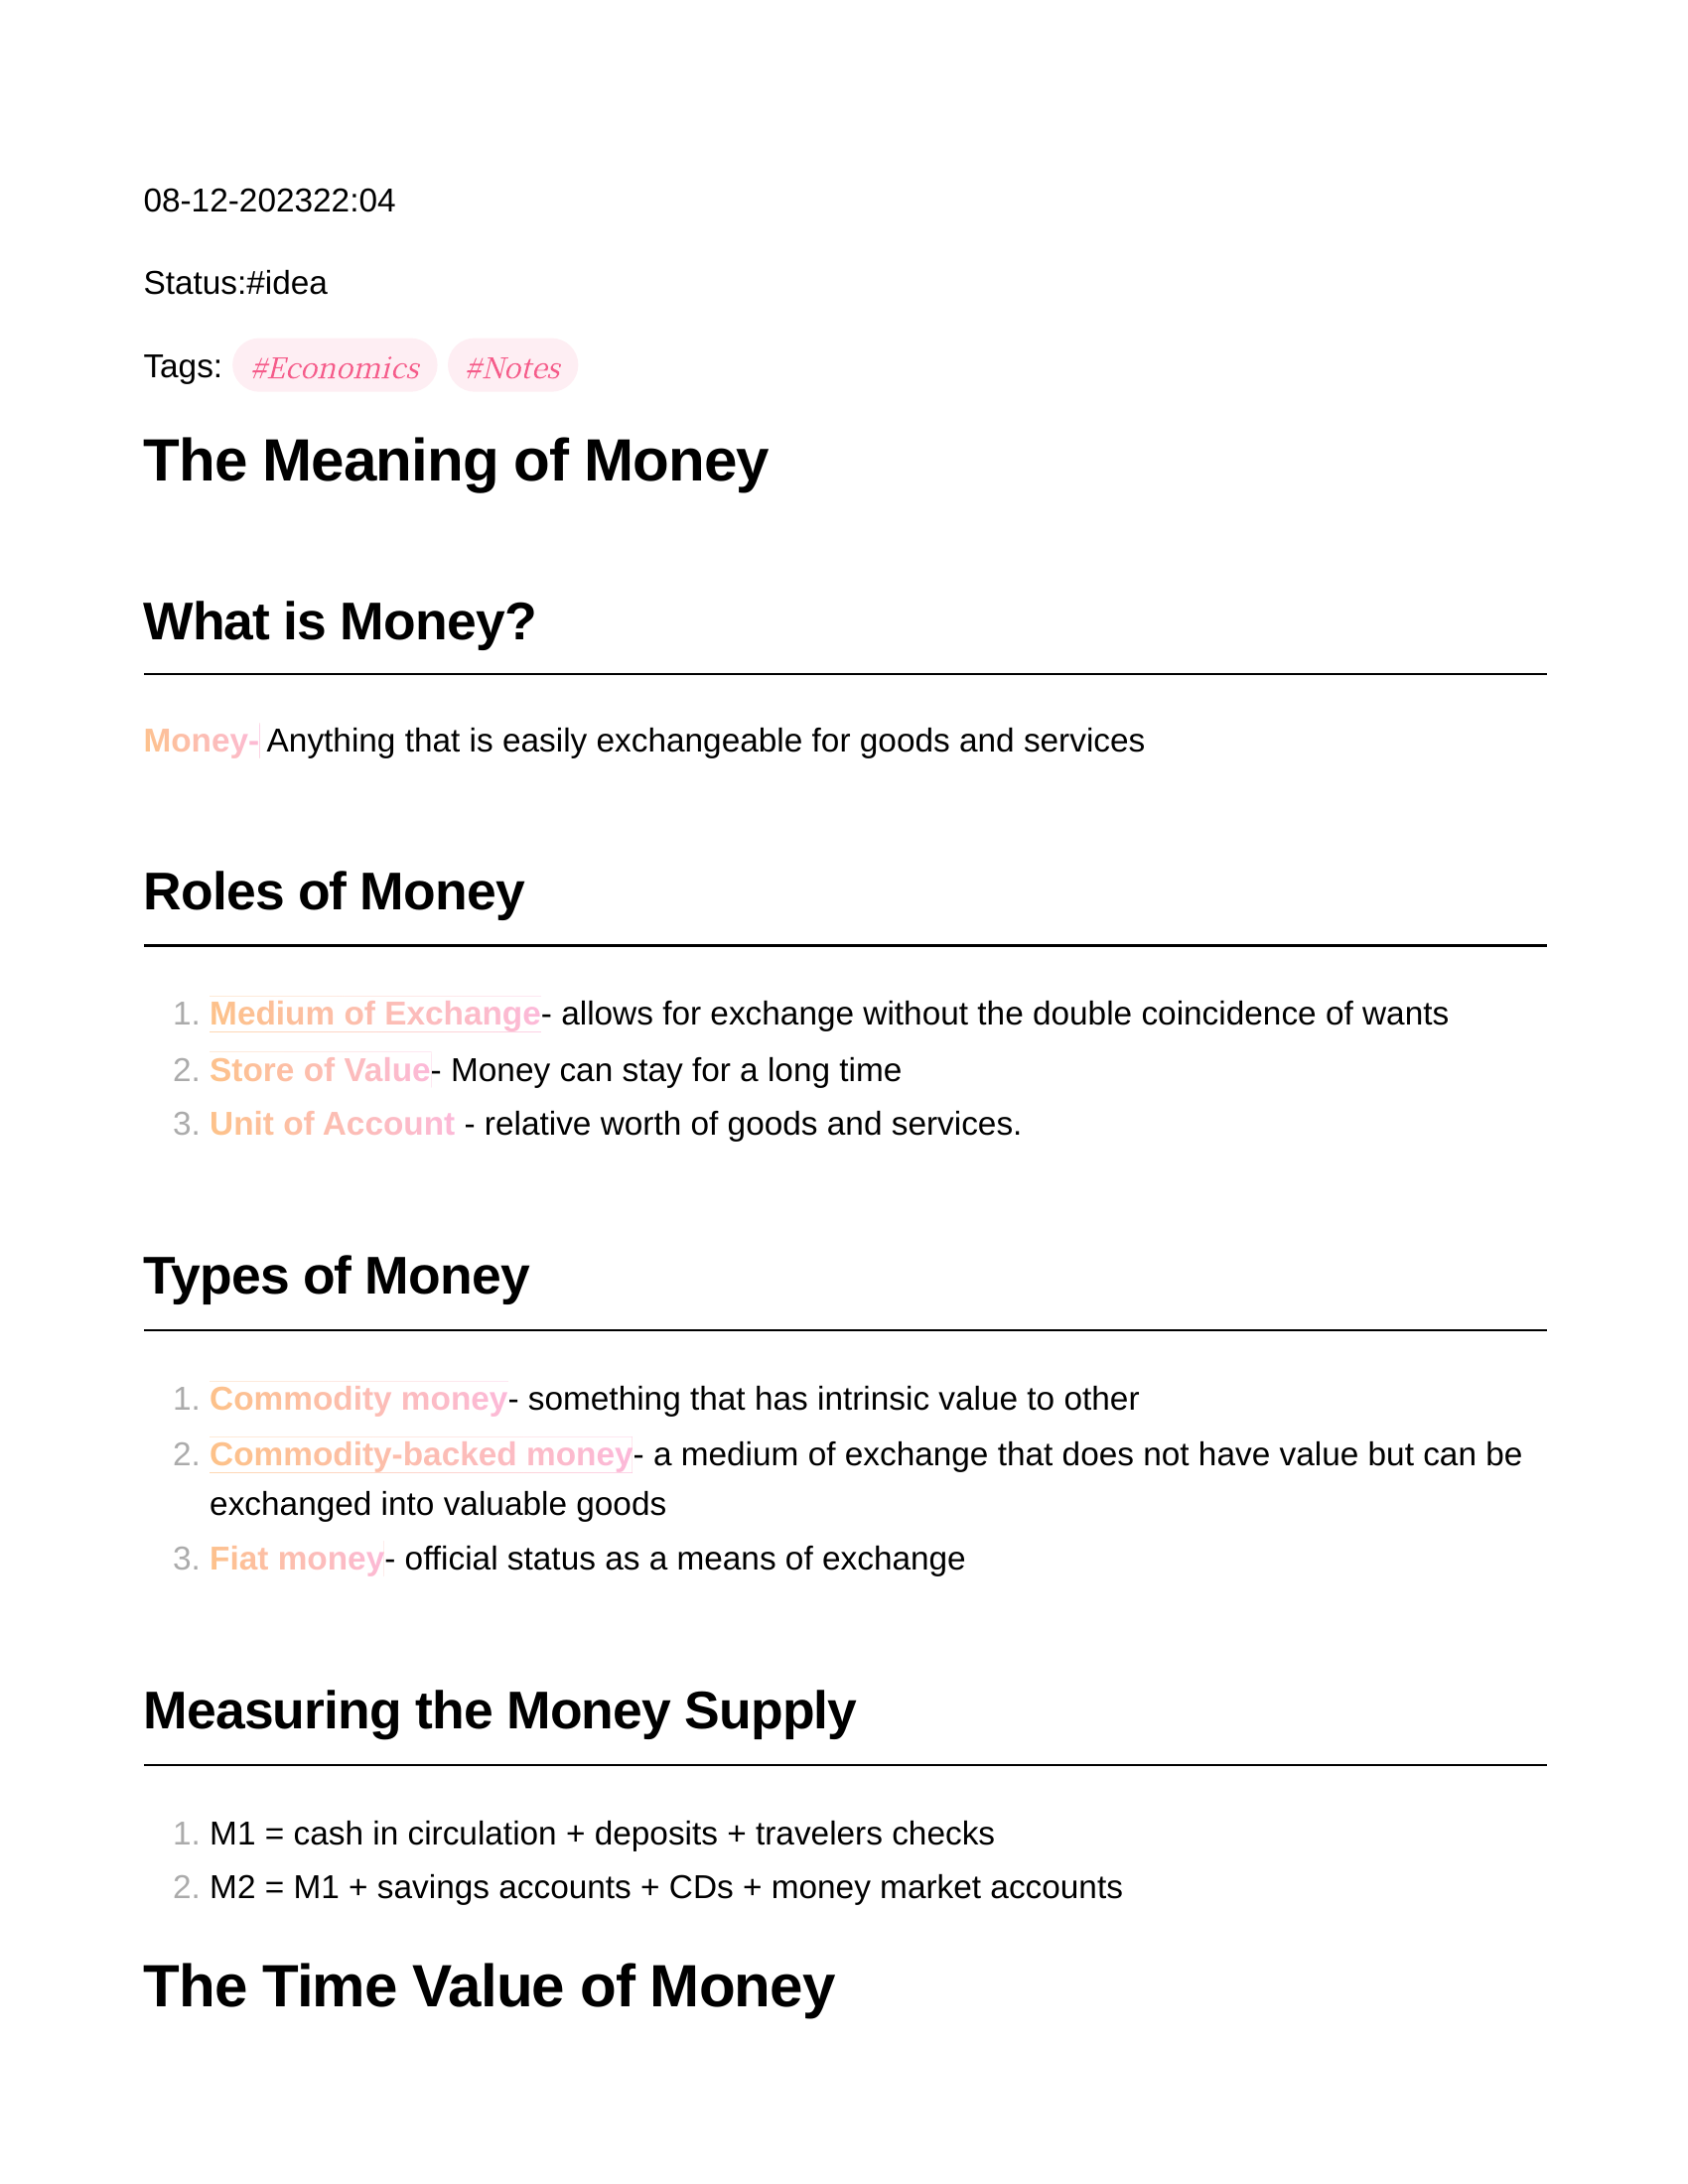 08-12-202322:04
Status:#idea
Tags: #Economics #Notes
The Meaning of Money
What is Money?
Money- Anything that is easily exchangeable for goods and services
Roles of Money
1. Medium of Exchange- allows for exchange without the double coincidence of wants
2. Store of Value- Money can stay for a long time
3. Unit of Account - relative worth of goods and services.
Types of Money
1. Commodity money- something that has intrinsic value to other
2. Commodity-backed money- a medium of exchange that does not have value but can be
exchanged into valuable goods
3. Fiat money- official status as a means of exchange
Measuring the Money Supply
1. M1 = cash in circulation + deposits + travelers checks
2. M2 = M1 + savings accounts + CDs + money market accounts
The Time Value of Money